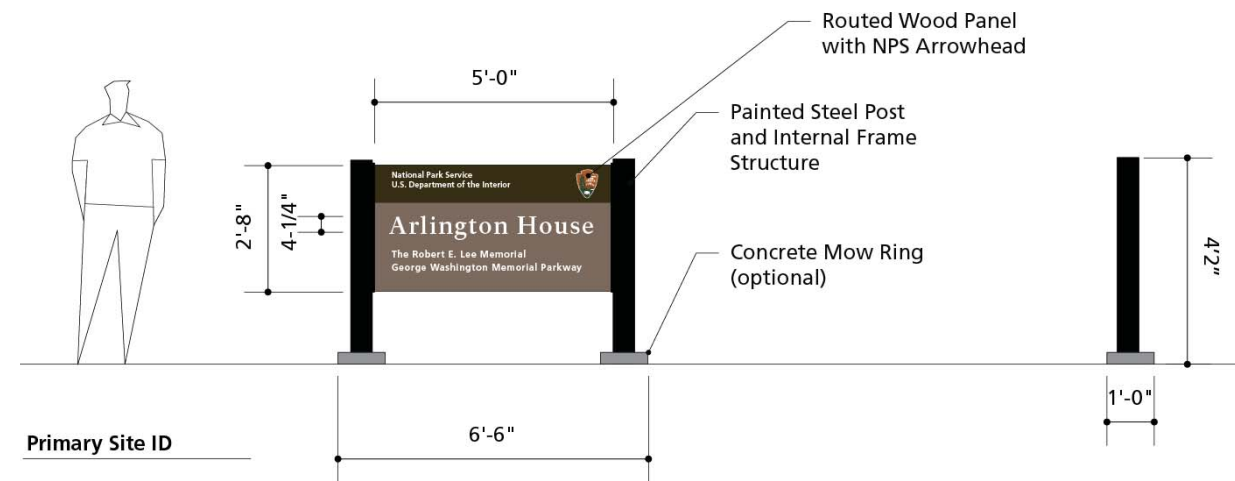 Routed Wood Panel
with NPS Arrowhead
5'-0"
Painted Steel Post
and Internal Frame
Structure
National Park Service
U.S. Department of the Interior
2'-8"
4-1/4"
Arlington House
The Robert E. Lee Memorial
George Washington Memorial Parkway
Concrete Mow Ring
(optional)
4'2"
1'-0"
6'-6"
Primary Site ID